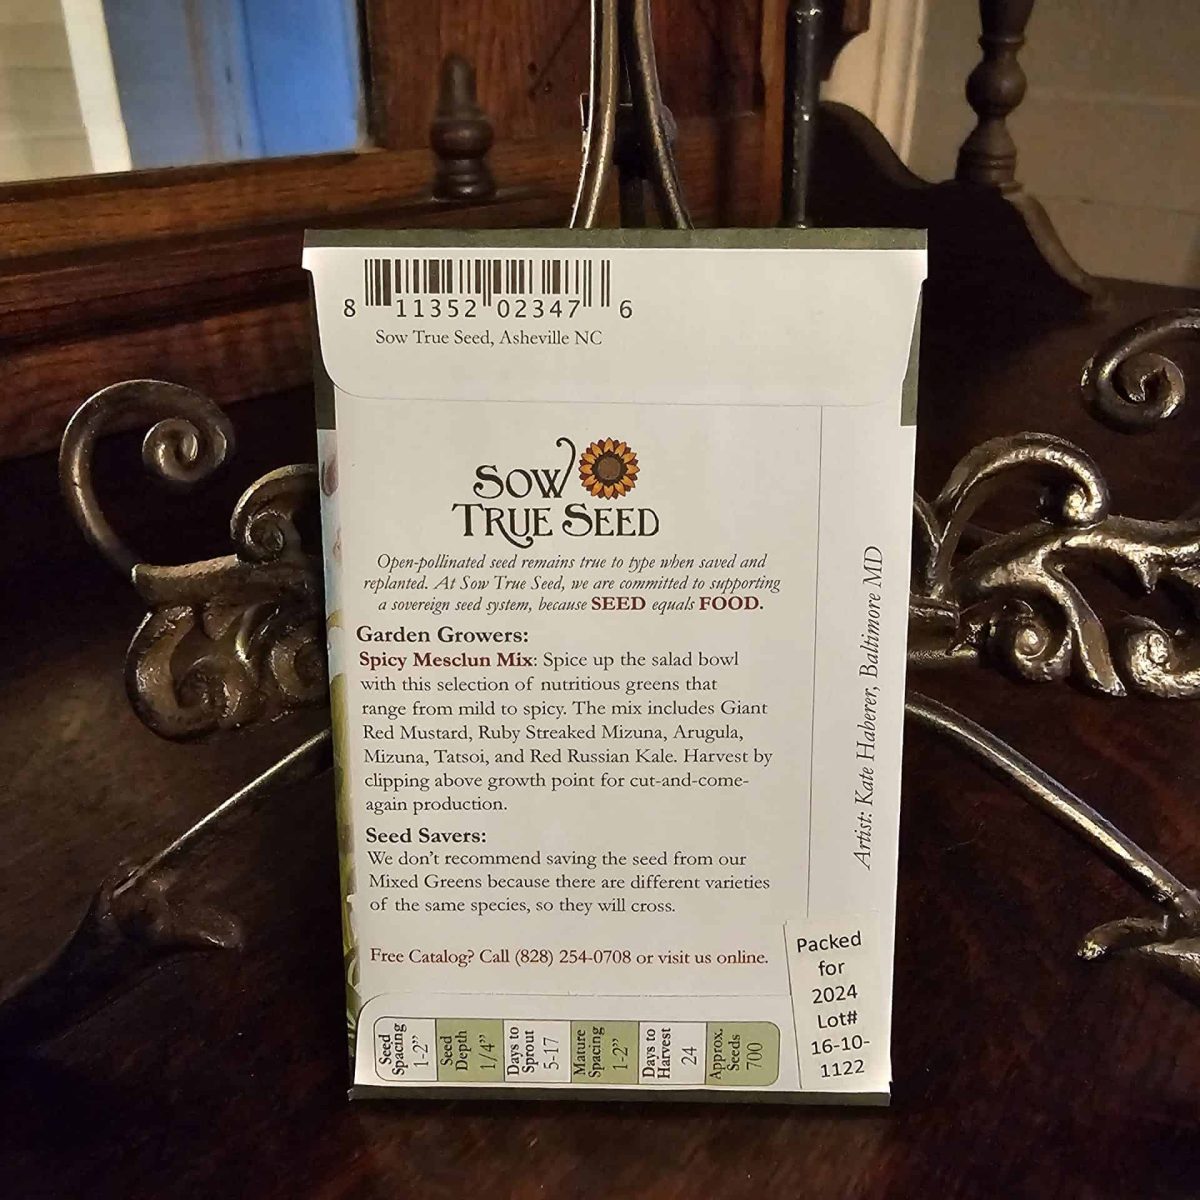 8 11352 02347 6
Sow True Seed, Asheville NC
SOW
TRUE SEED
Open-pollinated seed remains true to type when saved and
replanted. At Sow True Seed, we are committed to supporting
a sovereign seed system, because SEED equals FOOD.
Garden Growers:
Spicy Mesclun Mix: Spice up the salad bowl
with this selection of nutritious greens that
range from mild to spicy. The mix includes Giant
Red Mustard, Ruby Streaked Mizuna, Arugula,
Mizuna, Tatsoi, and Red Russian Kale. Harvest by
clipping above growth point for cut-and-come-
again production.
Seed Savers:
We don't recommend saving the seed from our
Mixed Greens because there are different varieties
of the same species, so they will cross.
Free Catalog? Call (828) 254-0708 or visit us online.
Artist: Kate Haberer, Baltimore MD
Packed
for
2024
Lot#
16-10-
1122
Seed
Spacing
1-2"
Seed
Depth
1/4"
Days to
Sprout
5-17
Mature
Spacing
1-2"
Days to
Harvest
24
Approx.
Seeds
700